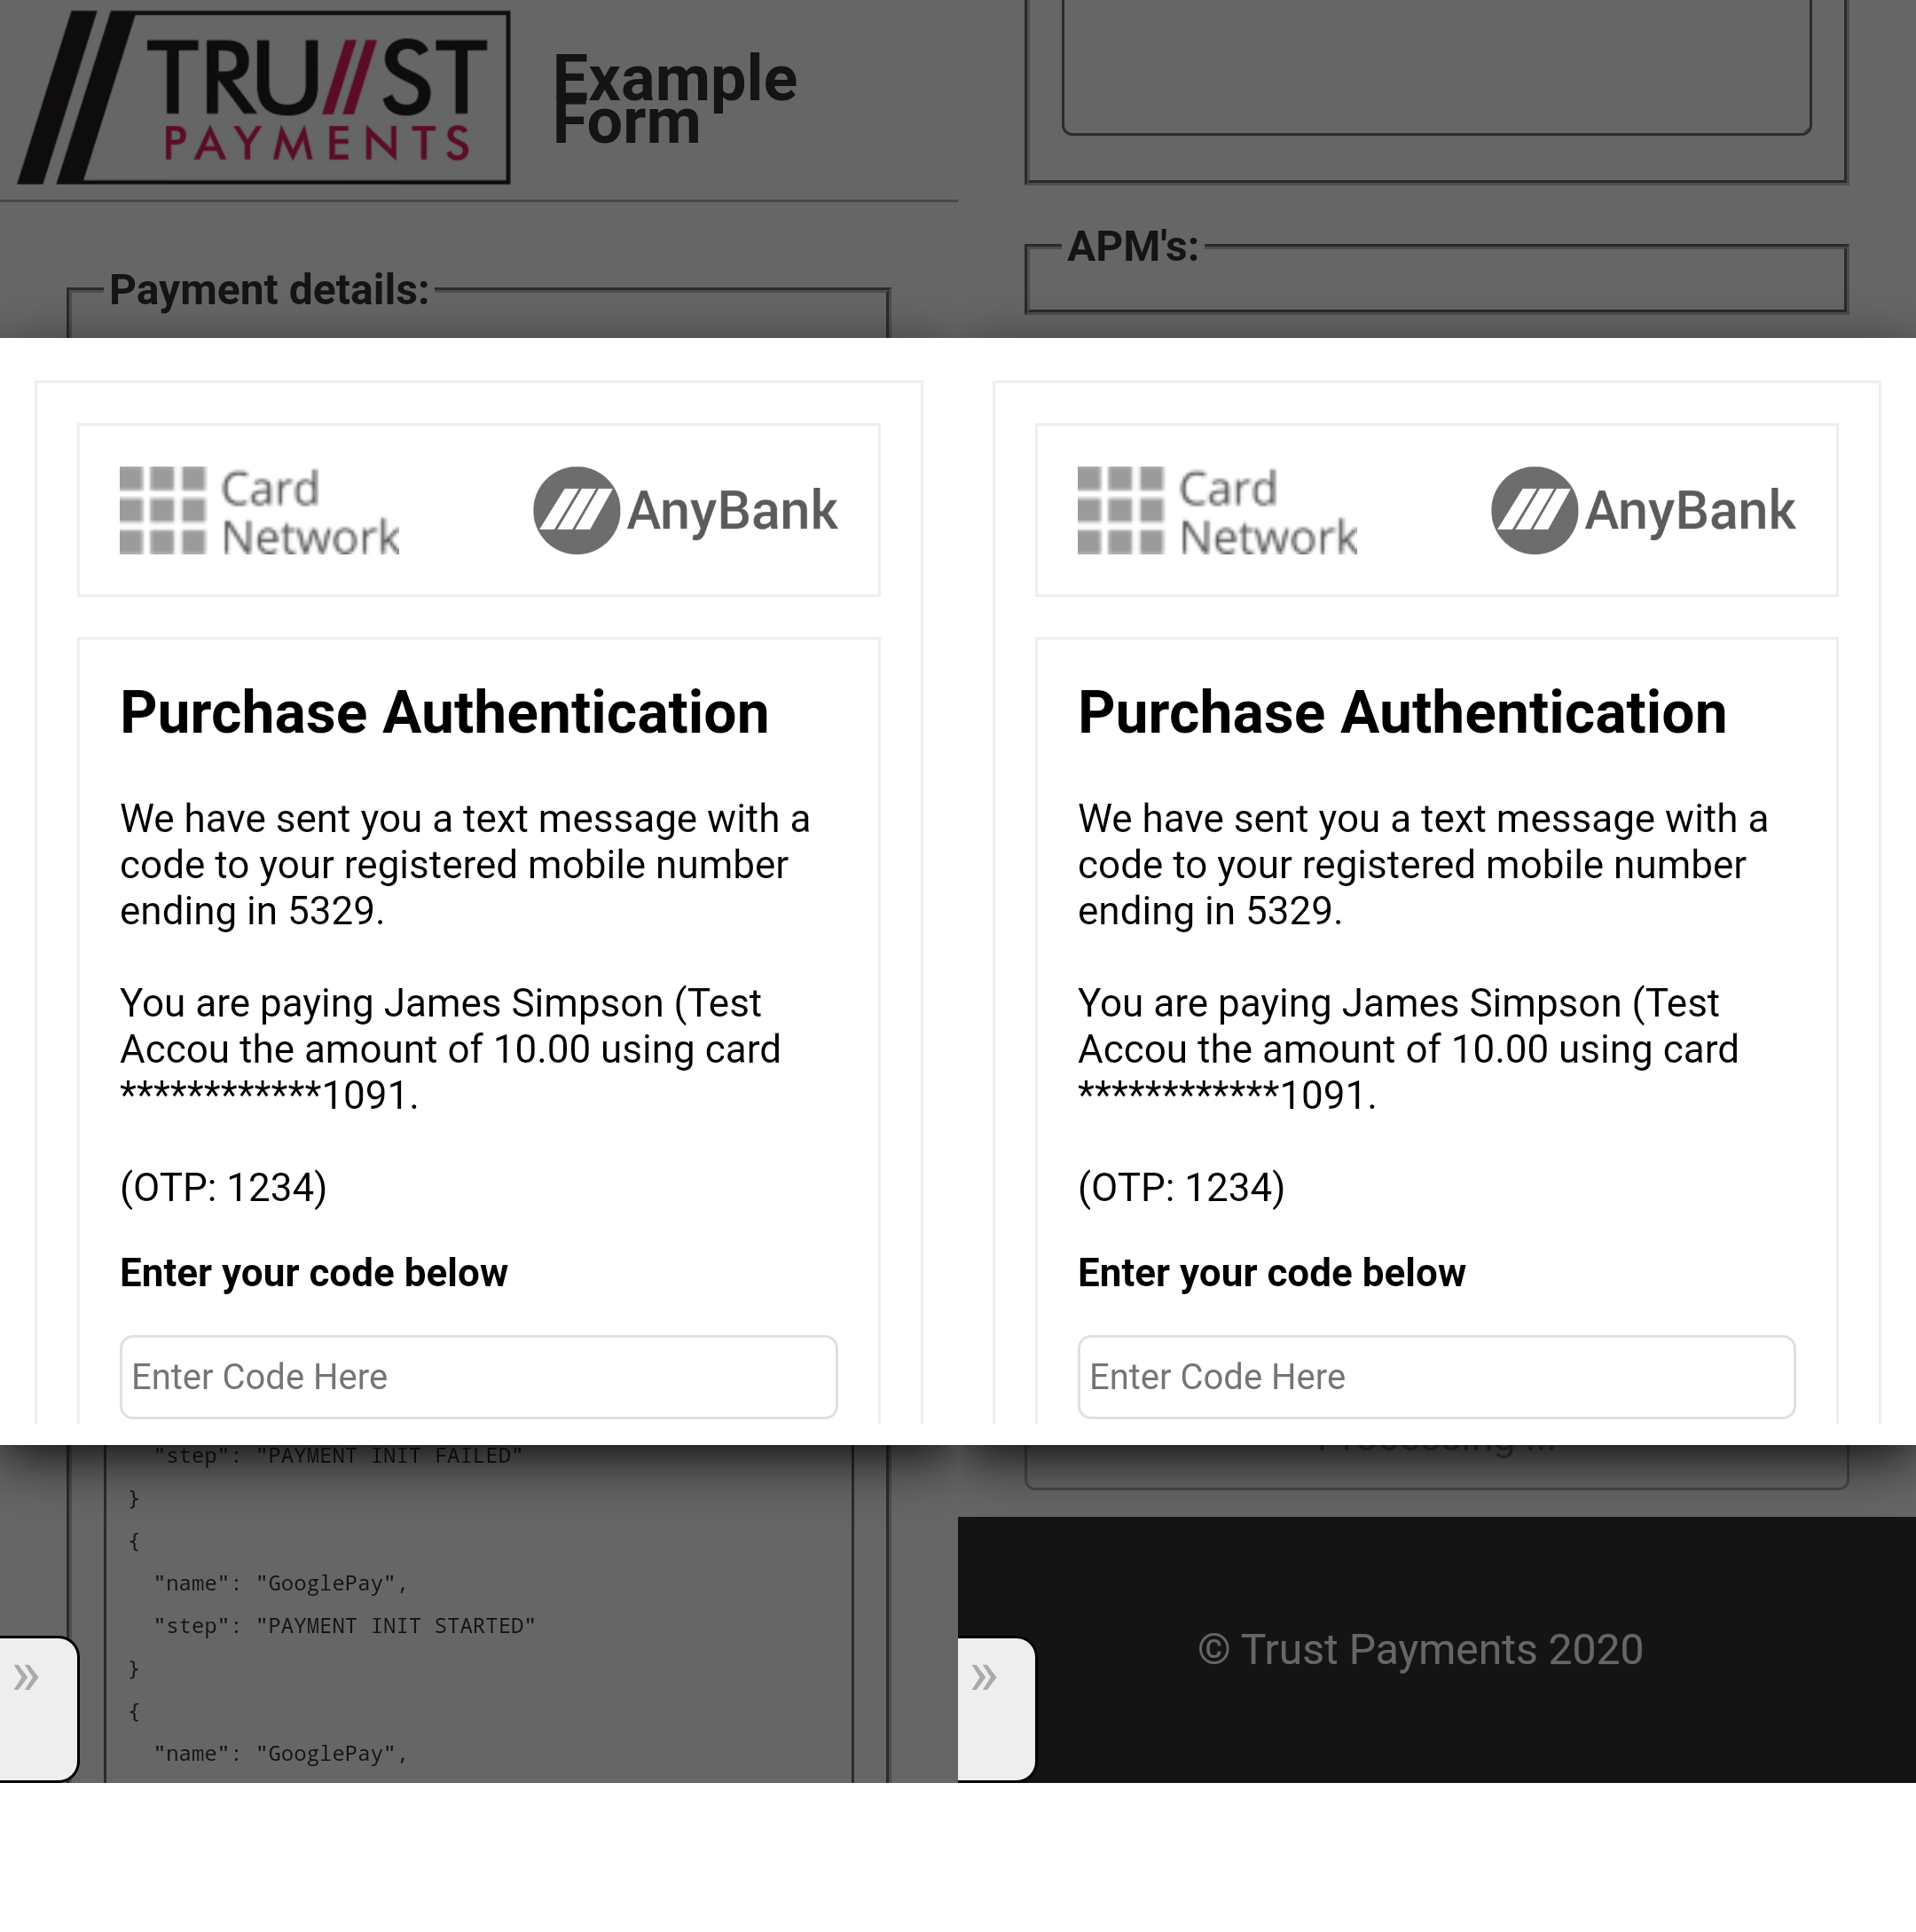 TRU//ST
PAYMENTS
Example
Form
Payment details:
Card
Network
AnyBank
Purchase Authentication
We have sent you a text message with a
code to your registered mobile number
ending in 5329.
You are paying James Simpson (Test
Accou the amount of 10.00 using card
************1091.
(OTP: 1234)
Enter your code below
Enter Code Here
"step": "PAYMENT INIT FAILED"
}
{
"name": "GooglePay",
"step": "PAYMENT INIT STARTED"
}
{
"name": "GooglePay",
»
APM's:
Card
Network
AnyBank
Purchase Authentication
We have sent you a text message with a
code to your registered mobile number
ending in 5329.
You are paying James Simpson (Test
Accou the amount of 10.00 using card
************1091.
(OTP: 1234)
Enter your code below
Enter Code Here
Processing ...
»
© Trust Payments 2020